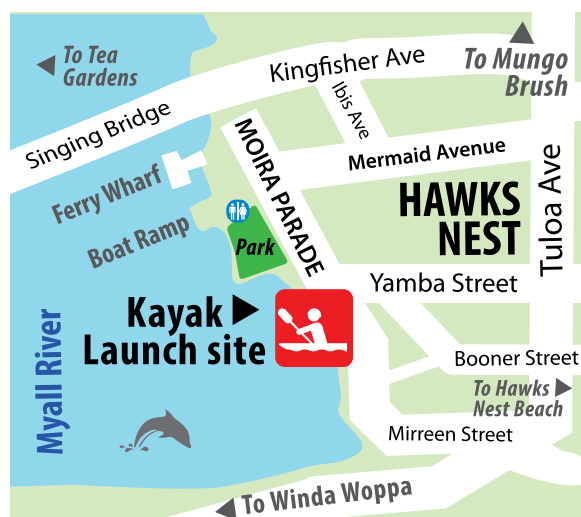 To Tea
Gardens
Kingfisher Ave
To Mungo
Brush
Singing Bridge
Ibis Ave
MOIRA PARADE
Mermaid Avenue
Ferry Wharf
HAWKS
NEST
Tuloa Ave
Boat Ramp
Park
Yamba Street
Kayak
Launch site
Myall River
Booner Street
To Hawks
Nest Beach
Mirreen Street
To Winda Woppa